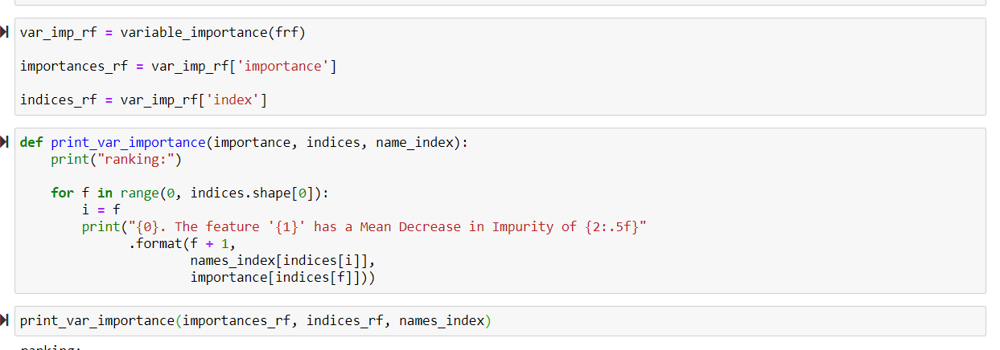 var_imp_rf = variable_importance(frf)
importances_rf = var_imp_rf['importance']
indices_rf = var_imp_rf['index']
def print_var_importance(importance, indices, name_index):
    print("ranking:")
    for f in range(0, indices.shape[0]):
        i = f
        print("{0}. The feature '{1}' has a Mean Decrease in Impurity of {2:.5f}"
              .format(f + 1,
                      names_index[indices[i]],
                      importance[indices[f]]))
print_var_importance(importances_rf, indices_rf, names_index)
ranking: